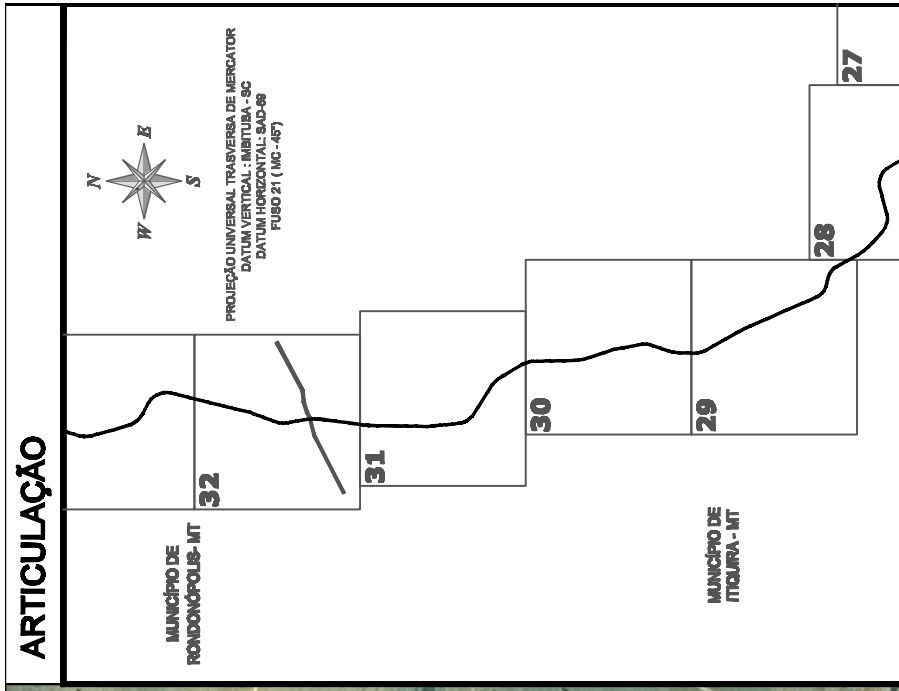 ARTICULAÇÃO
N
W
E
S
PROJEÇÃO UNIVERSAL TRASVERSA DE MERCATOR
DATUM VERTICAL : IMBITUBA - SC
DATUM HORIZONTAL: SAD-69
FUSO 21 ( MC - 45°)
MUNICÍPIO DE
RONDONÓPOLIS- MT
32
31
30
29
28
27
MUNICÍPIO DE
ITIQUIRA - MT